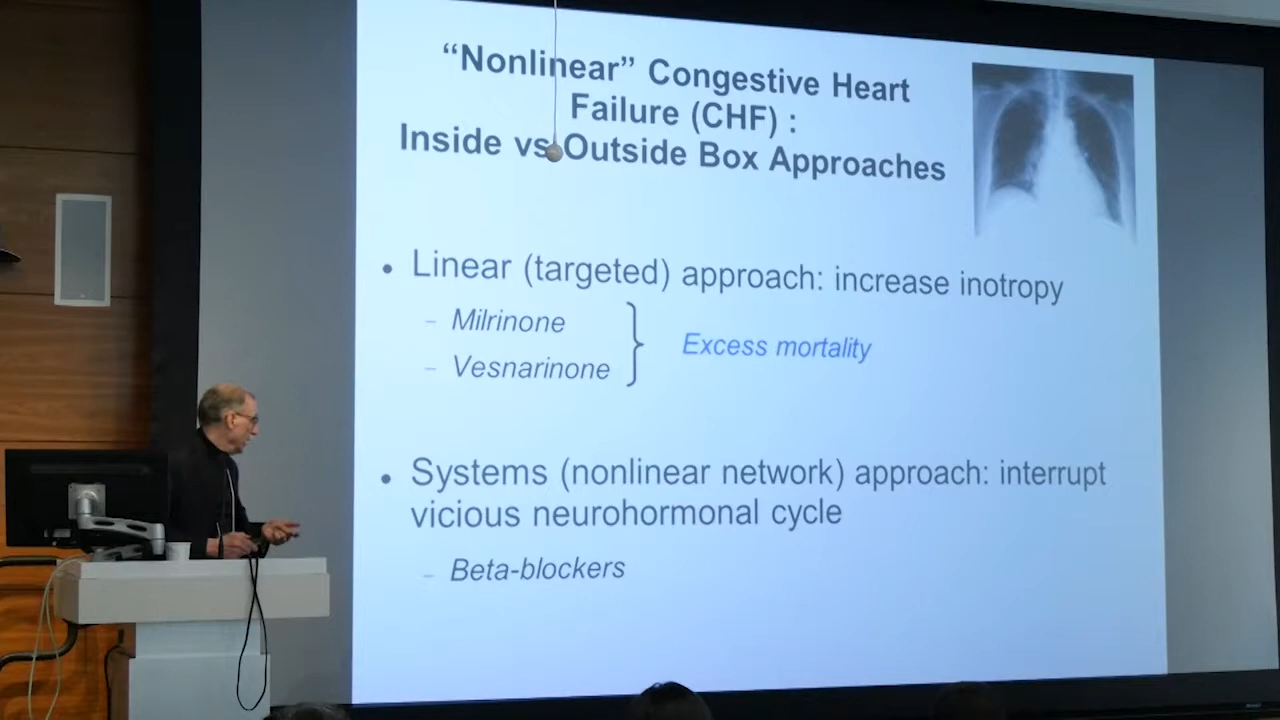 “Nonlinear” Congestive Heart
Failure (CHF) :
Inside vs Outside Box Approaches
• Linear (targeted) approach: increase inotropy
– Milrinone
– Vesnarinone
Excess mortality
• Systems (nonlinear network) approach: interrupt
vicious neurohormonal cycle
– Beta-blockers